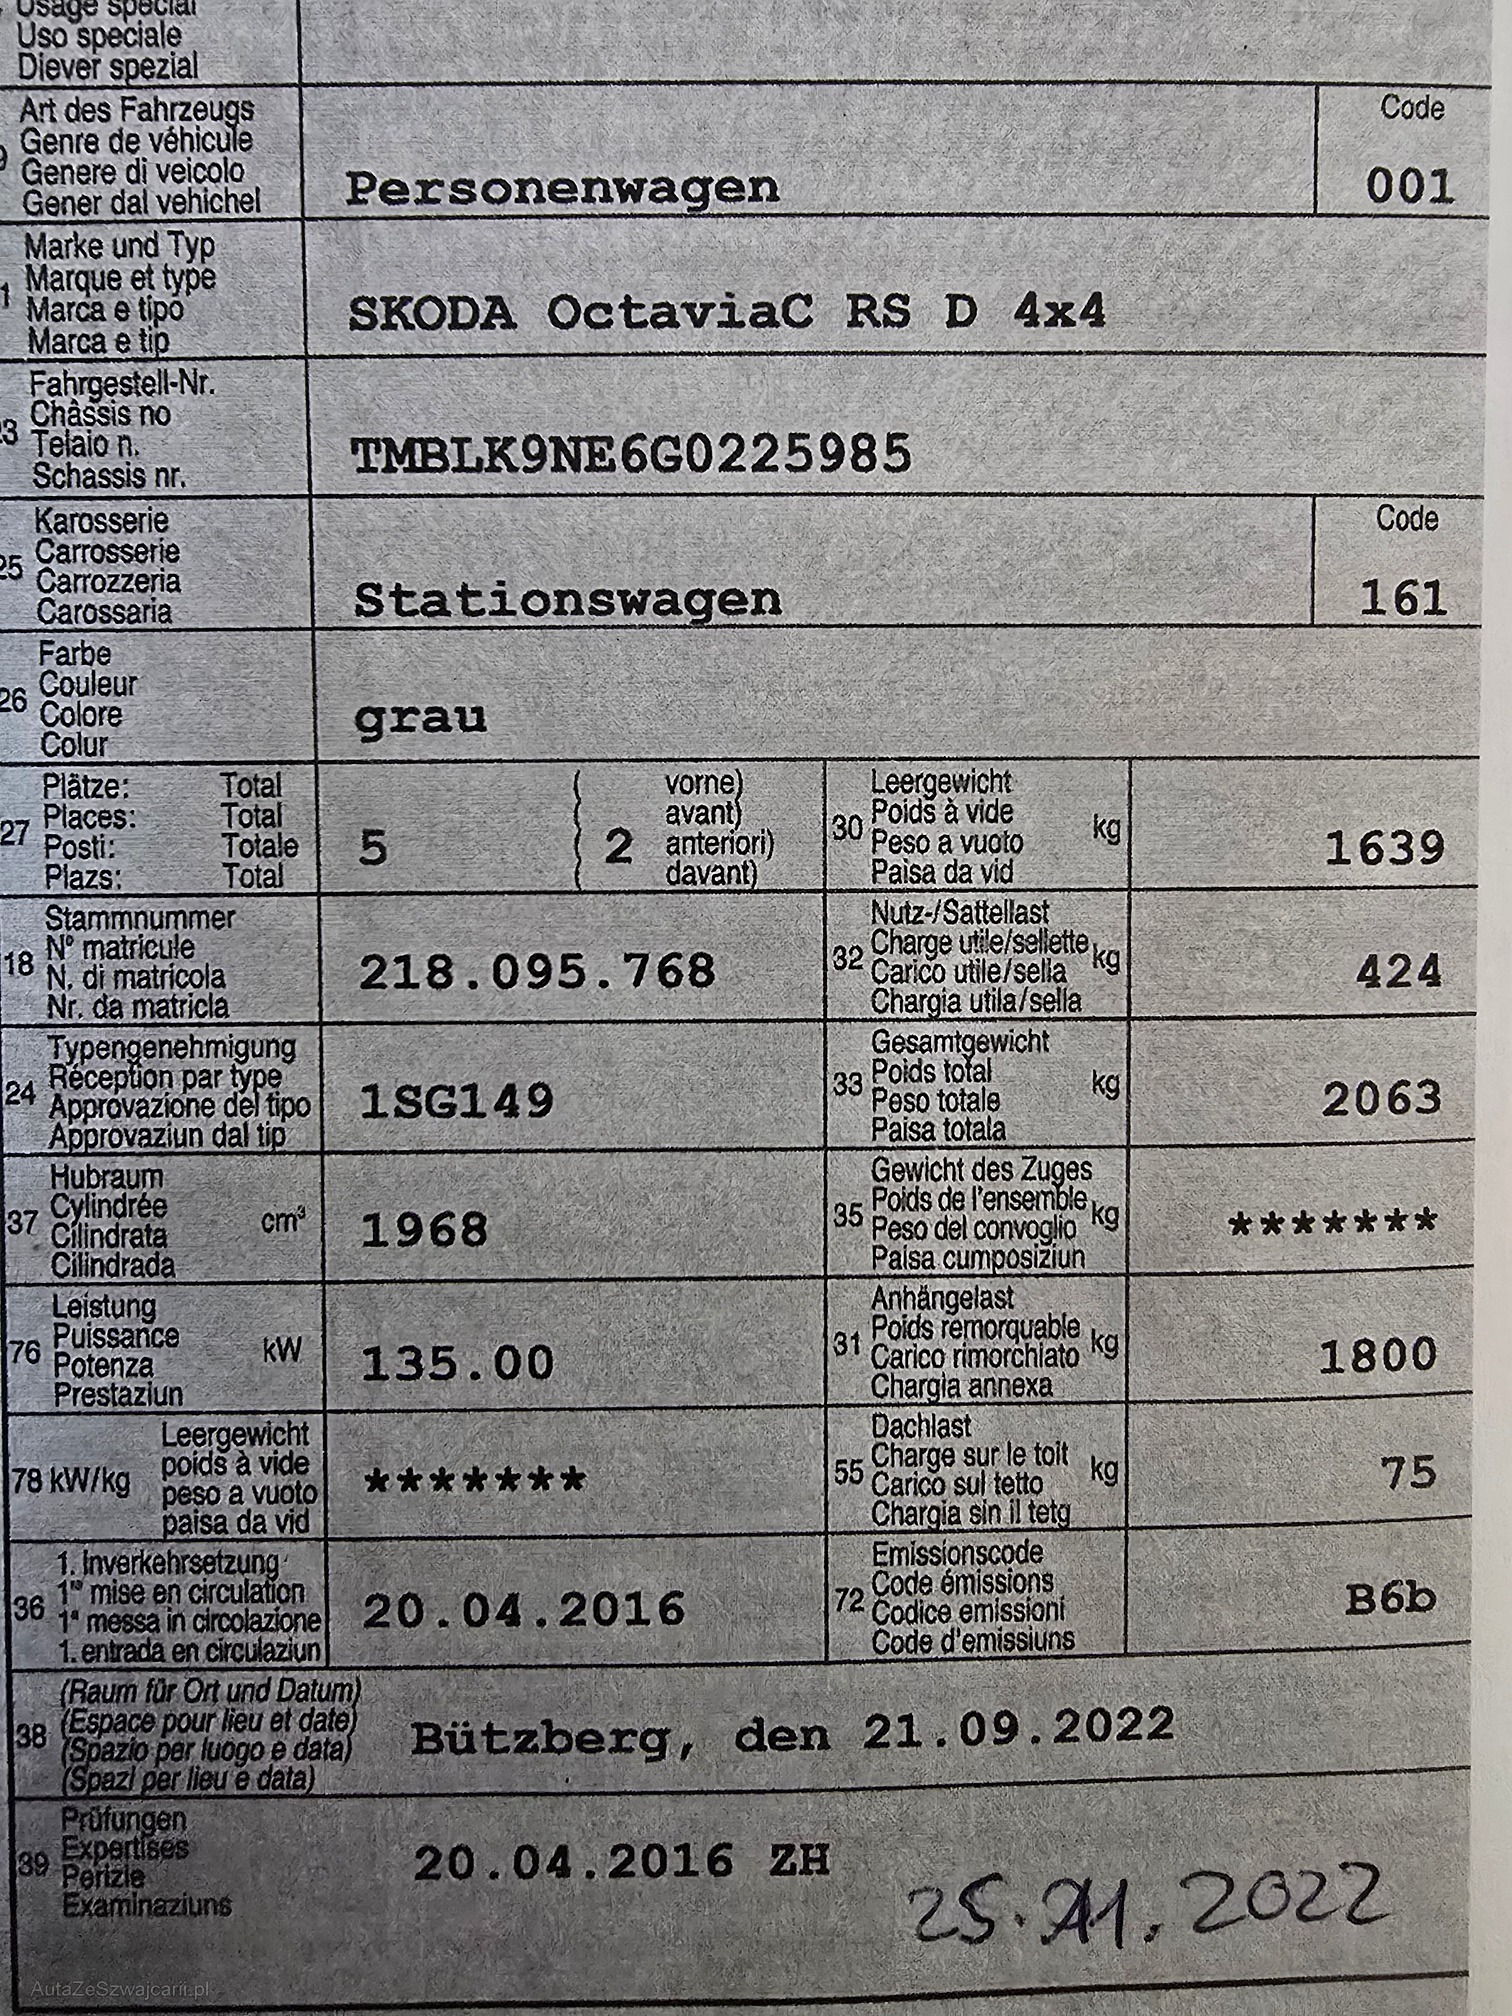 Usage special
Uso speciale
Diever spezial
Art des Fahrzeugs
Genre de véhicule
Genere di veicolo
Gener dal vehichel
Personenwagen
Code
001
Marke und Typ
Marque et type
Marca e tipo
Marca e tip
SKODA OctaviaC RS D 4x4
Fahrgestell-Nr.
Châssis no
Telaio n.
Schassis nr.
TMBLK9NE6G0225985
25
Karosserie
Carrosserie
Carrozzeria
Carossaria
Stationswagen
Code
161
26
Farbe
Couleur
Colore
Colur
grau
27
Plätze: Total
Places: Total
Posti: Totale
Plazs: Total
5
( 2
vorne)
avant)
anteriori)
davant)
30
Leergewicht
Poids à vide
Peso a vuoto
Paisa da vid
kg
1639
18
Stammnummer
Nº matricule
N. di matricola
Nr. da matricla
218.095.768
32
Nutz-/Sattellast
Charge utile/sellette
Carico utile/sella
Chargia utila/sella
kg
424
24
Typengenehmigung
Réception par type
Approvazione del tipo
Approvaziun dal tip
1SG149
33
Gesamtgewicht
Poids total
Peso totale
Paisa totala
kg
2063
37
Hubraum
Cylindrée
Cilindrata
Cilindrada
cm³
1968
35
Gewicht des Zuges
Poids de l'ensemble
Peso del convoglio
Paisa cumposiziun
kg
*******
76
Leistung
Puissance
Potenza
Prestaziun
kW
135.00
31
Anhängelast
Poids remorquable
Carico rimorchiato
Chargia annexa
kg
1800
78 kW/kg
Leergewicht
poids à vide
peso a vuoto
paisa da vid
*******
55
Dachlast
Charge sur le toit
Carico sul tetto
Chargia sin il tetg
kg
75
36
1. Inverkehrsetzung
1re mise en circulation
1a messa in circolazione
1. entrada en circulaziun
20.04.2016
72
Emissionscode
Code émissions
Codice emissioni
Code d'emissiuns
B6b
38
(Raum für Ort und Datum)
(Espace pour lieu et date)
(Spazio per luogo e data)
(Spazi per lieu e data)
Bützberg, den 21.09.2022
39
Prüfungen
Expertises
Perizie
Examinaziuns
20.04.2016 ZH
25.11.2022
AutaZeSzwajcarii.pl